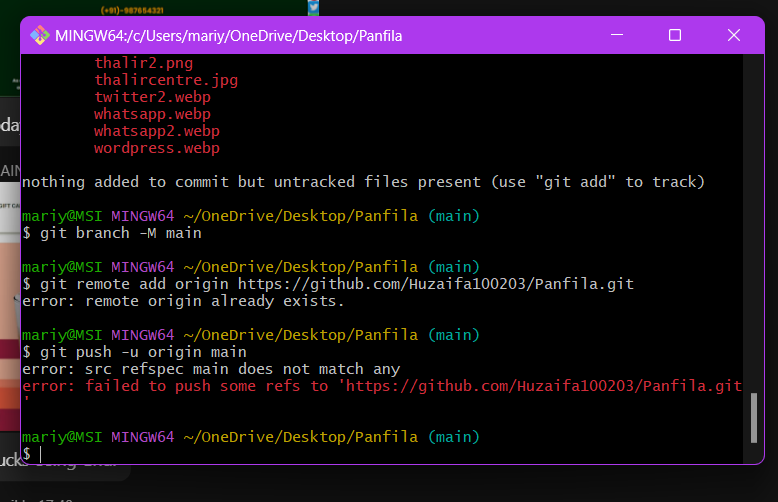 (+91)-987654321
MINGW64:/c/Users/mariy/OneDrive/Desktop/Panfila
thalir2.png
thalircentre.jpg
twitter2.webp
whatsapp.webp
whatsapp2.webp
wordpress.webp
nothing added to commit but untracked files present (use "git add" to track)
mariy@MSI MINGW64 ~/OneDrive/Desktop/Panfila (main)
$ git branch -M main
mariy@MSI MINGW64 ~/OneDrive/Desktop/Panfila (main)
$ git remote add origin https://github.com/Huzaifa100203/Panfila.git
error: remote origin already exists.
mariy@MSI MINGW64 ~/OneDrive/Desktop/Panfila (main)
$ git push -u origin main
error: src refspec main does not match any
error: failed to push some refs to 'https://github.com/Huzaifa100203/Panfila.git
'
mariy@MSI MINGW64 ~/OneDrive/Desktop/Panfila (main)
$